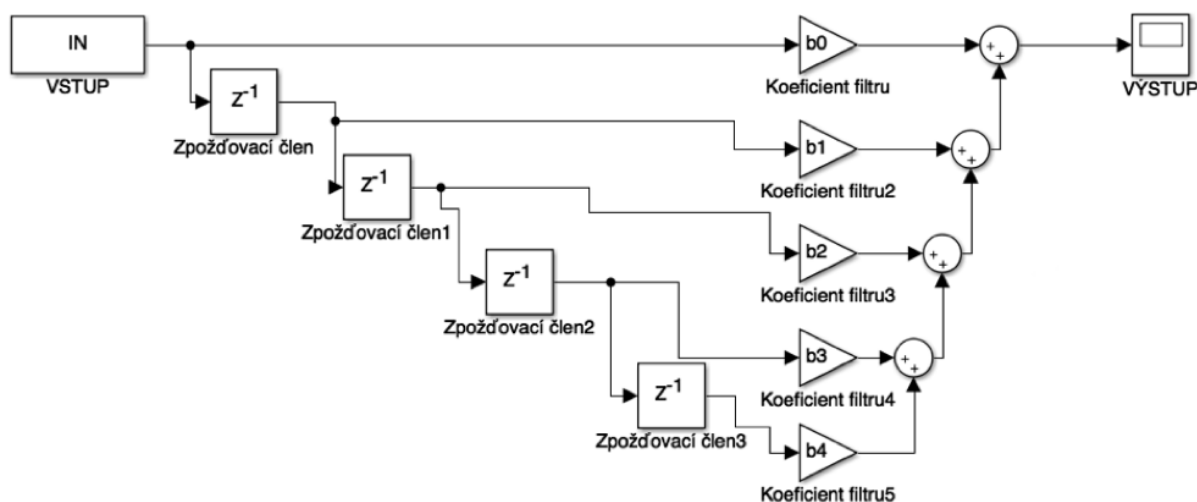 IN
VSTUP
b0
Koeficient filtru
VÝSTUP
z-1
Zpožďovací člen
b1
Koeficient filtru2
z-1
Zpožďovací člen1
b2
Koeficient filtru3
z-1
Zpožďovací člen2
b3
Koeficient filtru4
z-1
Zpožďovací člen3
b4
Koeficient filtru5